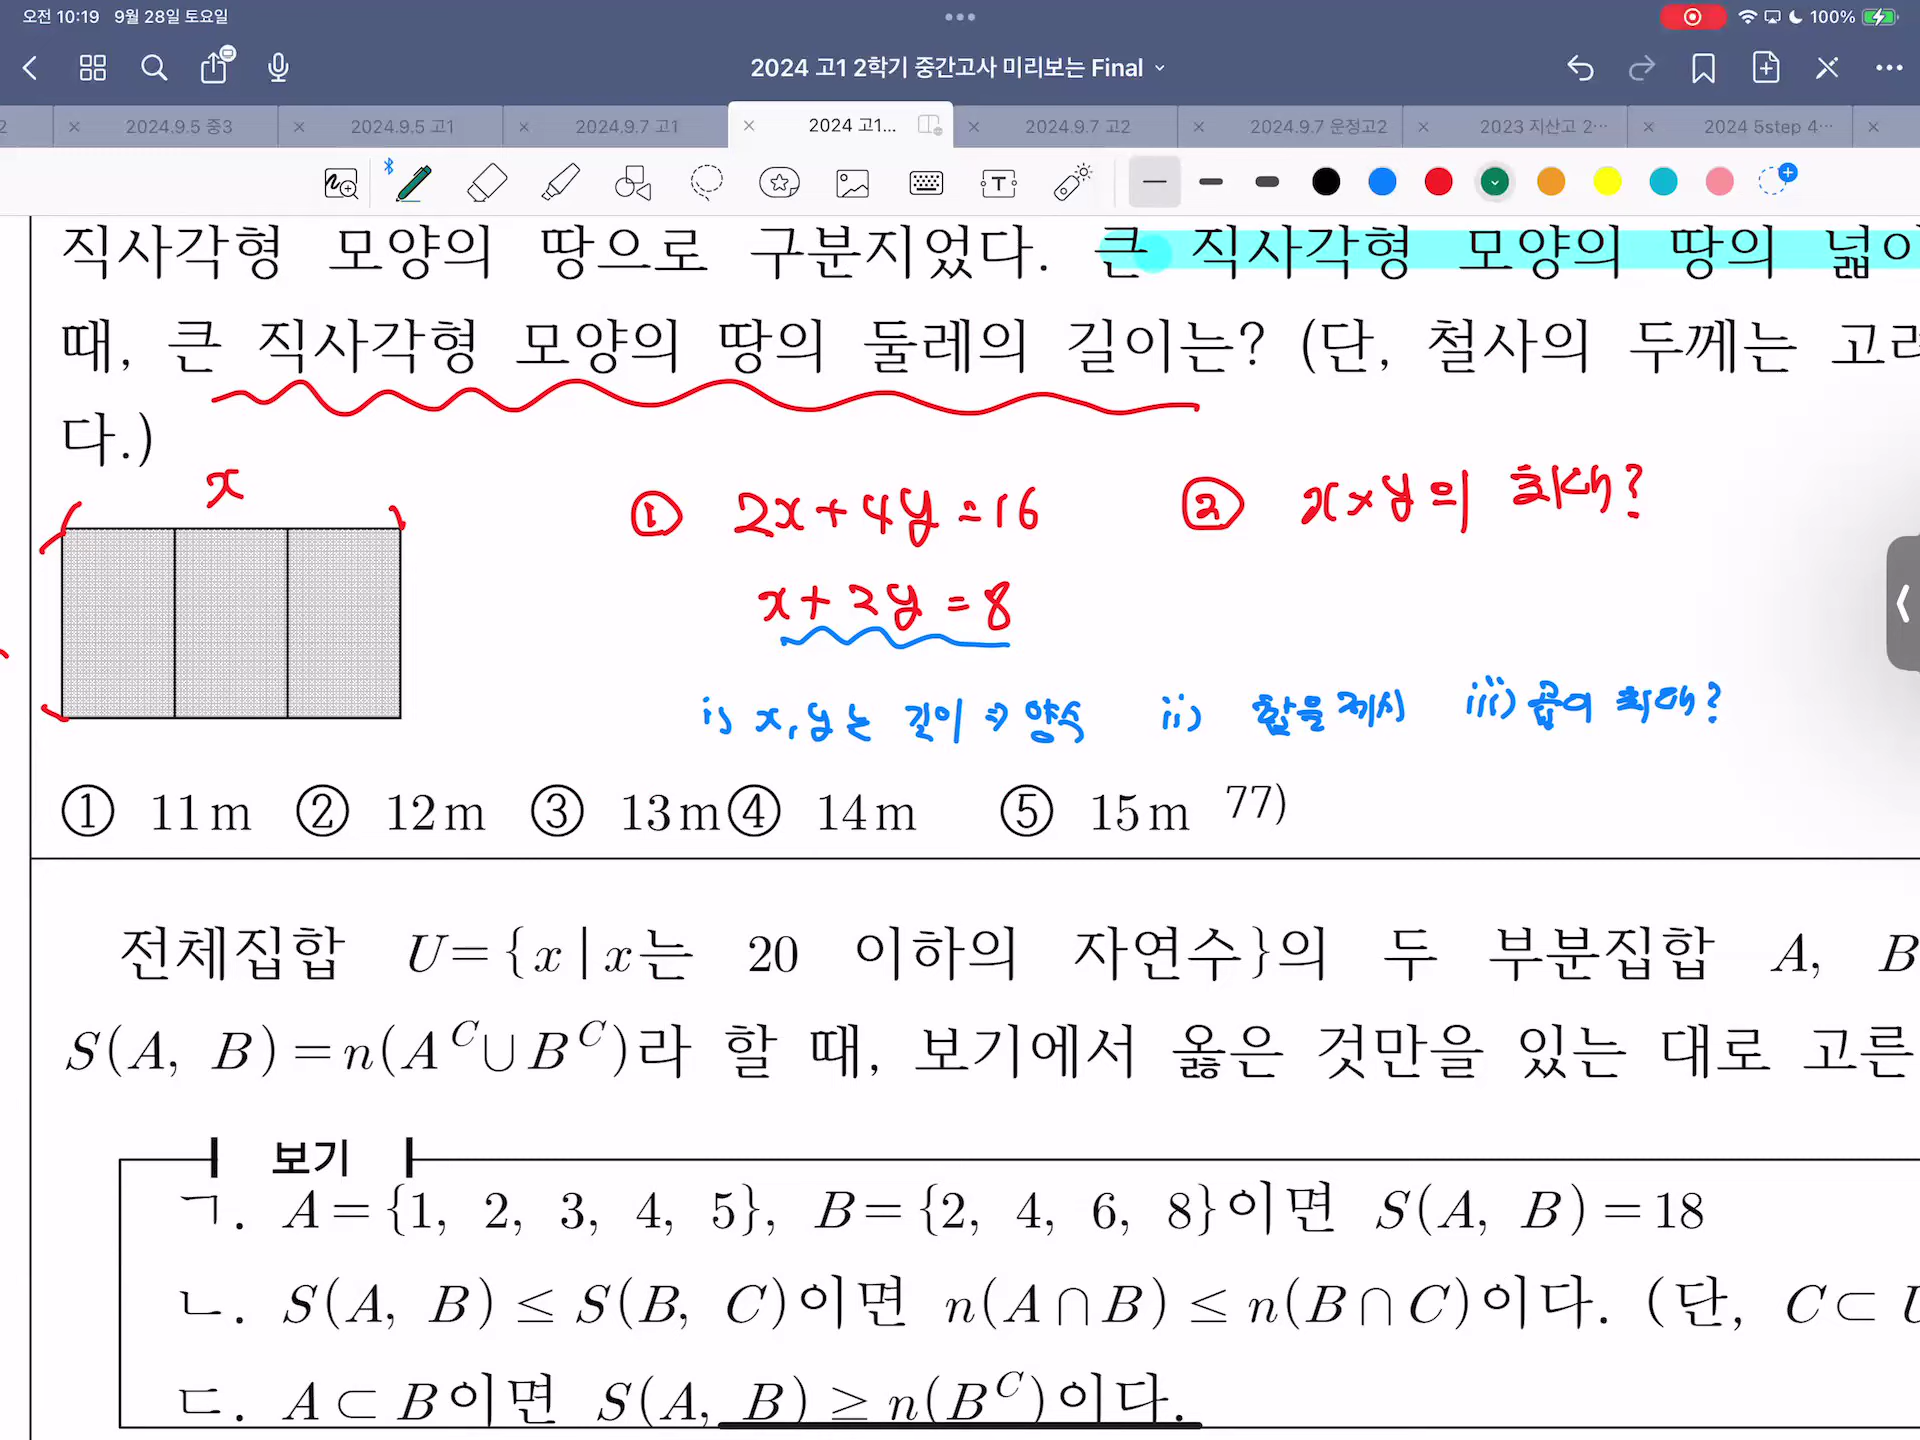 오전 10:19 9월 28일 토요일
100%
2024 고1 2학기 중간고사 미리보는 Final
2 2024.9.5 중3 2024.9.5 고1 2024.9.7 고1 2024 고1... 2024.9.7 고2 2024.9.7 운정고2 2023 지산고 2… 2024 5step 4…
직사각형 모양의 땅으로 구분지었다. 큰 직사각형 모양의 땅의 넓이
때, 큰 직사각형 모양의 땅의 둘레의 길이는? (단, 철사의 두께는 고려
다.)
x
① 2x+4y=16 ② x×y의 최대?
x+2y=8
i) x, y는 길이 ⇒ 양수 ii) 합을 제시 iii) 곱의 최대?
① 11m ② 12m ③ 13m ④ 14m ⑤ 15m 77)
전체집합 U={x|x는 20 이하의 자연수}의 두 부분집합 A, B
S(A, B)=n(A^C∪B^C)라 할 때, 보기에서 옳은 것만을 있는 대로 고른
보기
ㄱ. A={1, 2, 3, 4, 5}, B={2, 4, 6, 8}이면 S(A, B)=18
ㄴ. S(A, B)≤S(B, C)이면 n(A∩B)≤n(B∩C)이다. (단, C⊂U
ㄷ. A⊂B이면 S(A, B)≥n(B^C)이다.